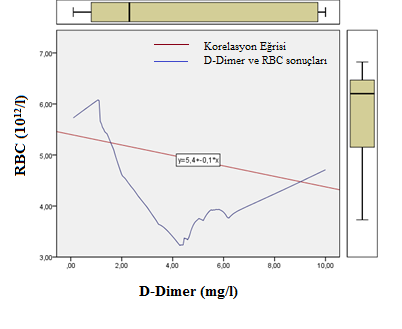 Korelasyon Eğrisi
D-Dimer ve RBC sonuçları
RBC (10¹²/l)
7,00
6,00
5,00
4,00
3,00
y=5,4+-0,1*x
,00
2,00
4,00
6,00
8,00
10,00
D-Dimer (mg/l)